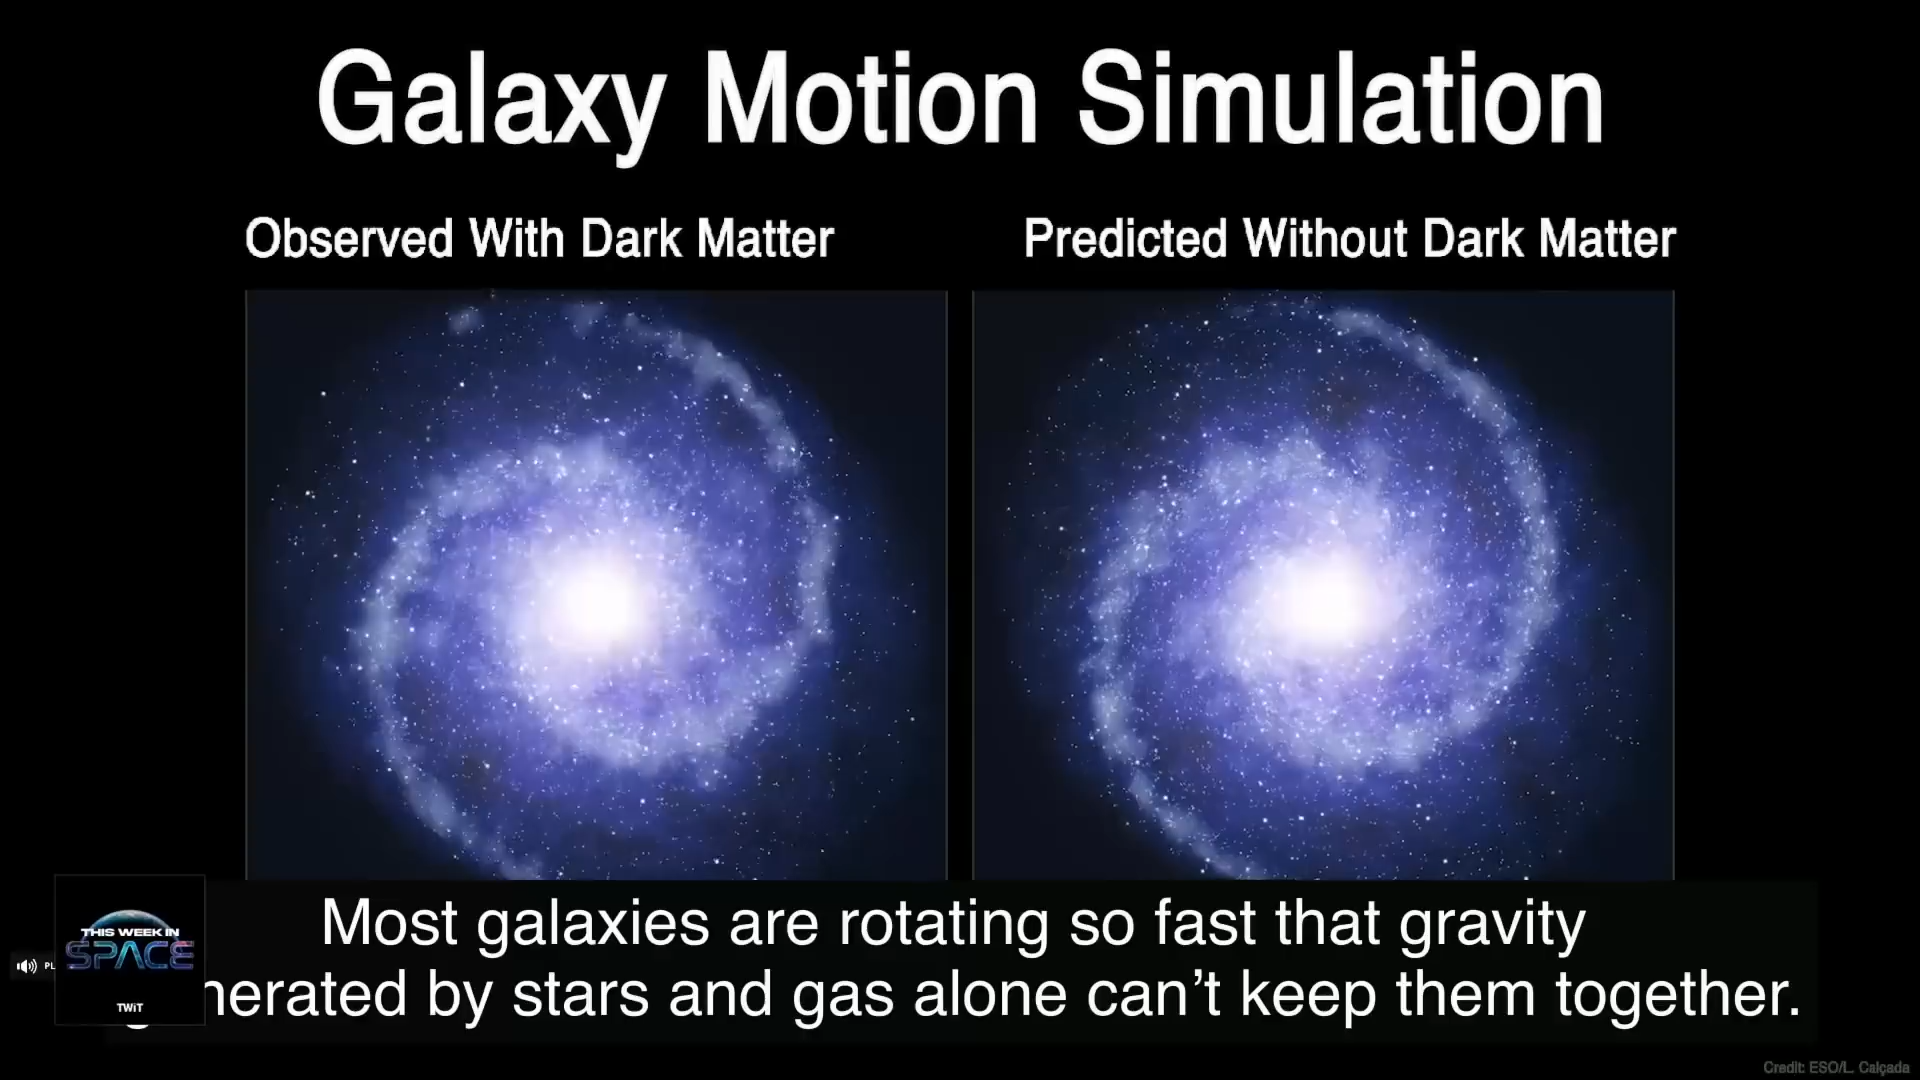 Galaxy Motion Simulation
Observed With Dark Matter
Predicted Without Dark Matter
Most galaxies are rotating so fast that gravity
nerated by stars and gas alone can't keep them together.
THIS WEEK IN
SPACE
TWiT
PL
Credit: ESO/L. Calçada